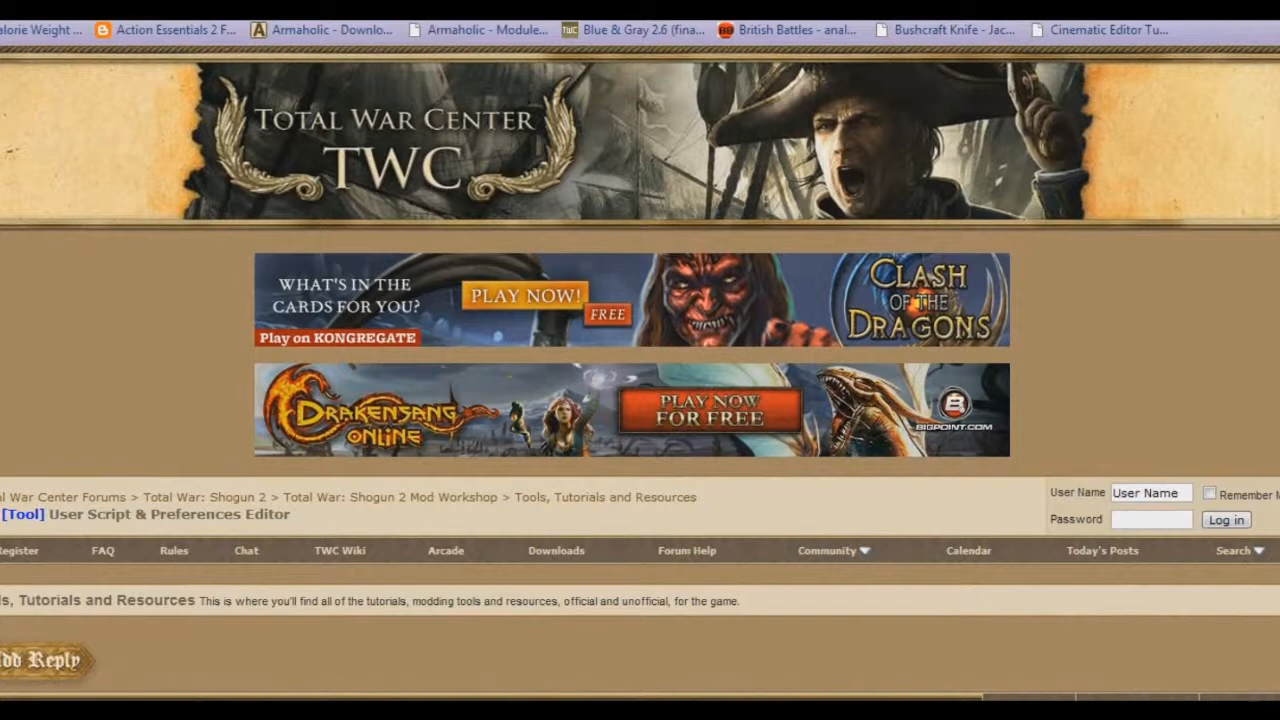 alorie Weight ... Action Essentials 2 F... Armaholic - Downlo... Armaholic - Module... TWC Blue & Gray 2.6 (fina... BB British Battles - anal... Bushcraft Knife - Jac... Cinematic Editor Tu...
TOTAL WAR CENTER
TWC
WHAT'S IN THE
CARDS FOR YOU?
Play on KONGREGATE
PLAY NOW!
FREE
CLASH
OF THE
DRAGONS
DRAKENSANG
ONLINE
PLAY NOW
FOR FREE
B
BIGPOINT.COM
al War Center Forums > Total War: Shogun 2 > Total War: Shogun 2 Mod Workshop > Tools, Tutorials and Resources
[Tool] User Script & Preferences Editor
User Name User Name Remember M
Password Log in
Register FAQ Rules Chat TWC Wiki Arcade Downloads Forum Help Community Calendar Today's Posts Search
ls, Tutorials and Resources This is where you'll find all of the tutorials, modding tools and resources, official and unofficial, for the game.
dd Reply